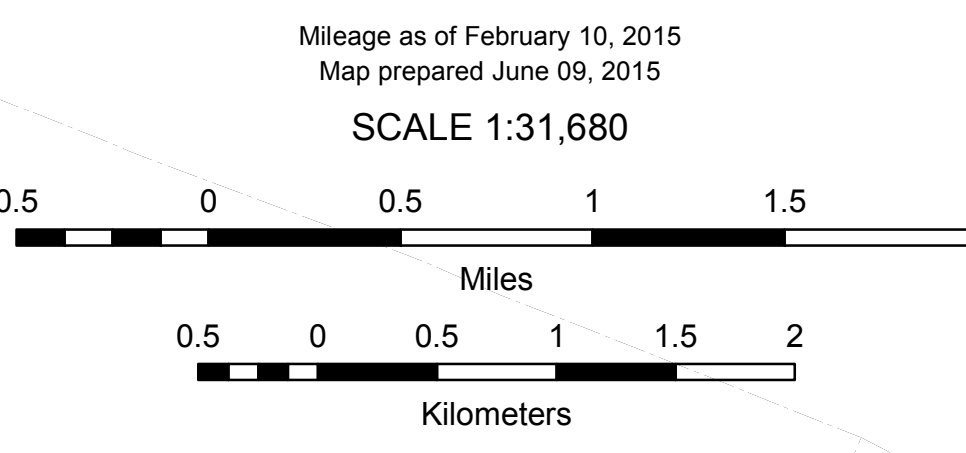 Mileage as of February 10, 2015
Map prepared June 09, 2015
SCALE 1:31,680
0.5 0 0.5 1 1.5
Miles
0.5 0 0.5 1 1.5 2
Kilometers